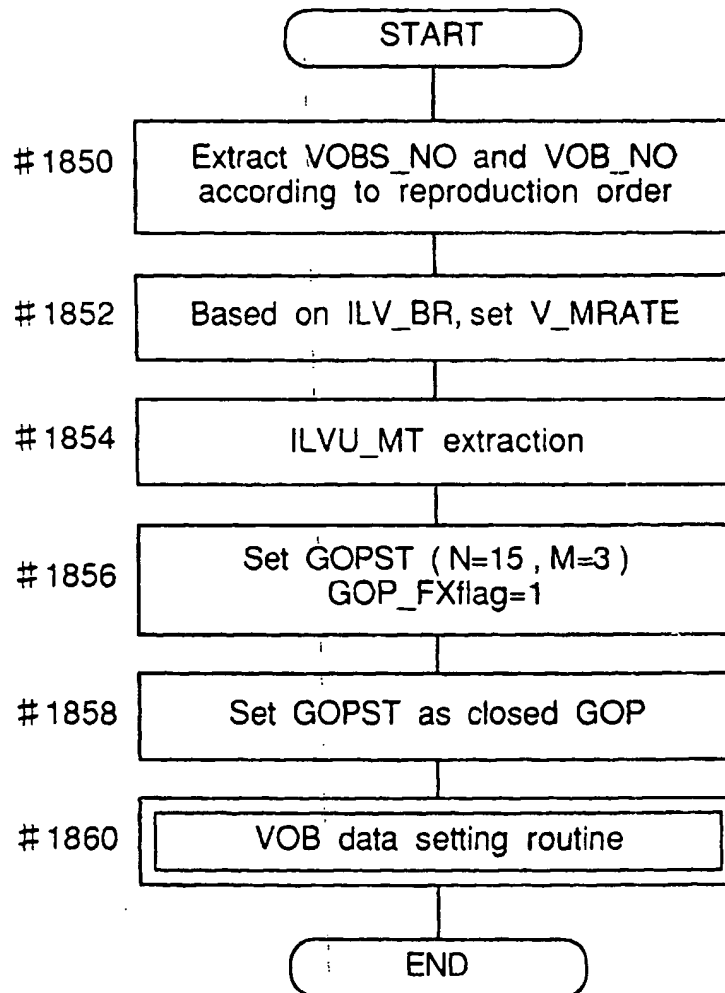 START
#1850
Extract VOBS_NO and VOB_NO
according to reproduction order
#1852
Based on ILV_BR, set V_MRATE
#1854
ILVU_MT extraction
#1856
Set GOPST (N=15, M=3)
GOP_FXflag=1
#1858
Set GOPST as closed GOP
#1860
VOB data setting routine
END